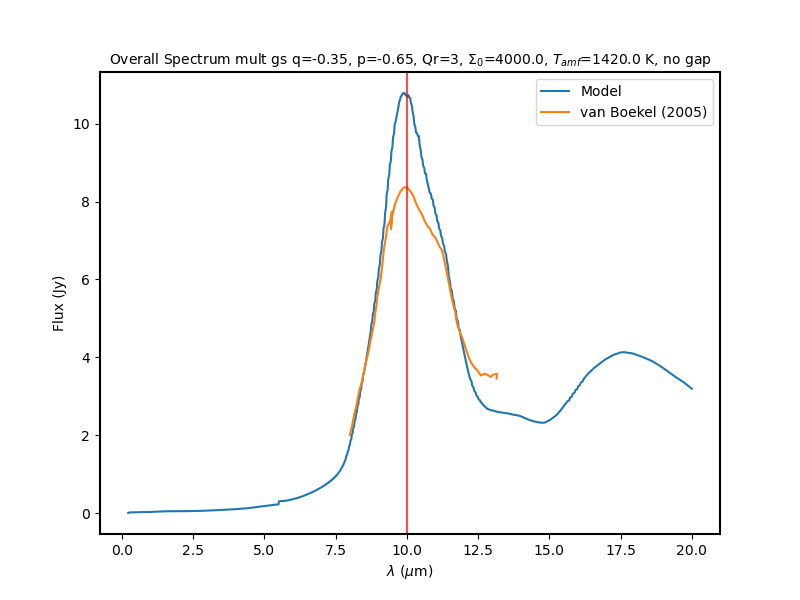 Overall Spectrum mult gs q=-0.35, p=-0.65, Qr=3, Σ₀=4000.0, T_amf=1420.0 K, no gap
Model
van Boekel (2005)
10
8
6
4
2
0
Flux (Jy)
0.0 2.5 5.0 7.5 10.0 12.5 15.0 17.5 20.0
λ (μm)